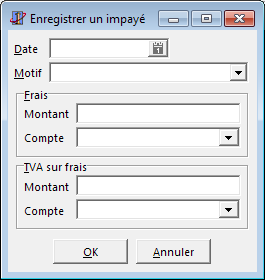 Enregistrer un impayé
Date
Motif
Frais
Montant
Compte
TVA sur frais
Montant
Compte
OK
Annuler